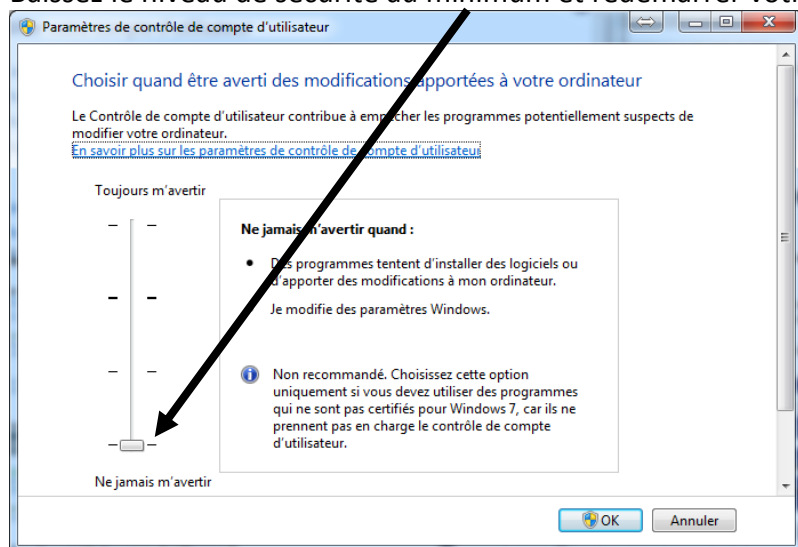 Baissez le niveau de sécurité au minimum et redémarrer votr
Paramètres de contrôle de compte d'utilisateur
Choisir quand être averti des modifications apportées à votre ordinateur
Le Contrôle de compte d'utilisateur contribue à empêcher les programmes potentiellement suspects de
modifier votre ordinateur.
En savoir plus sur les paramètres de contrôle de compte d'utilisateur
Toujours m'avertir
Ne jamais m'avertir quand :
• Des programmes tentent d'installer des logiciels ou
d'apporter des modifications à mon ordinateur.
Je modifie des paramètres Windows.
Non recommandé. Choisissez cette option
uniquement si vous devez utiliser des programmes
qui ne sont pas certifiés pour Windows 7, car ils ne
prennent pas en charge le contrôle de compte
d'utilisateur.
Ne jamais m'avertir
OK
Annuler